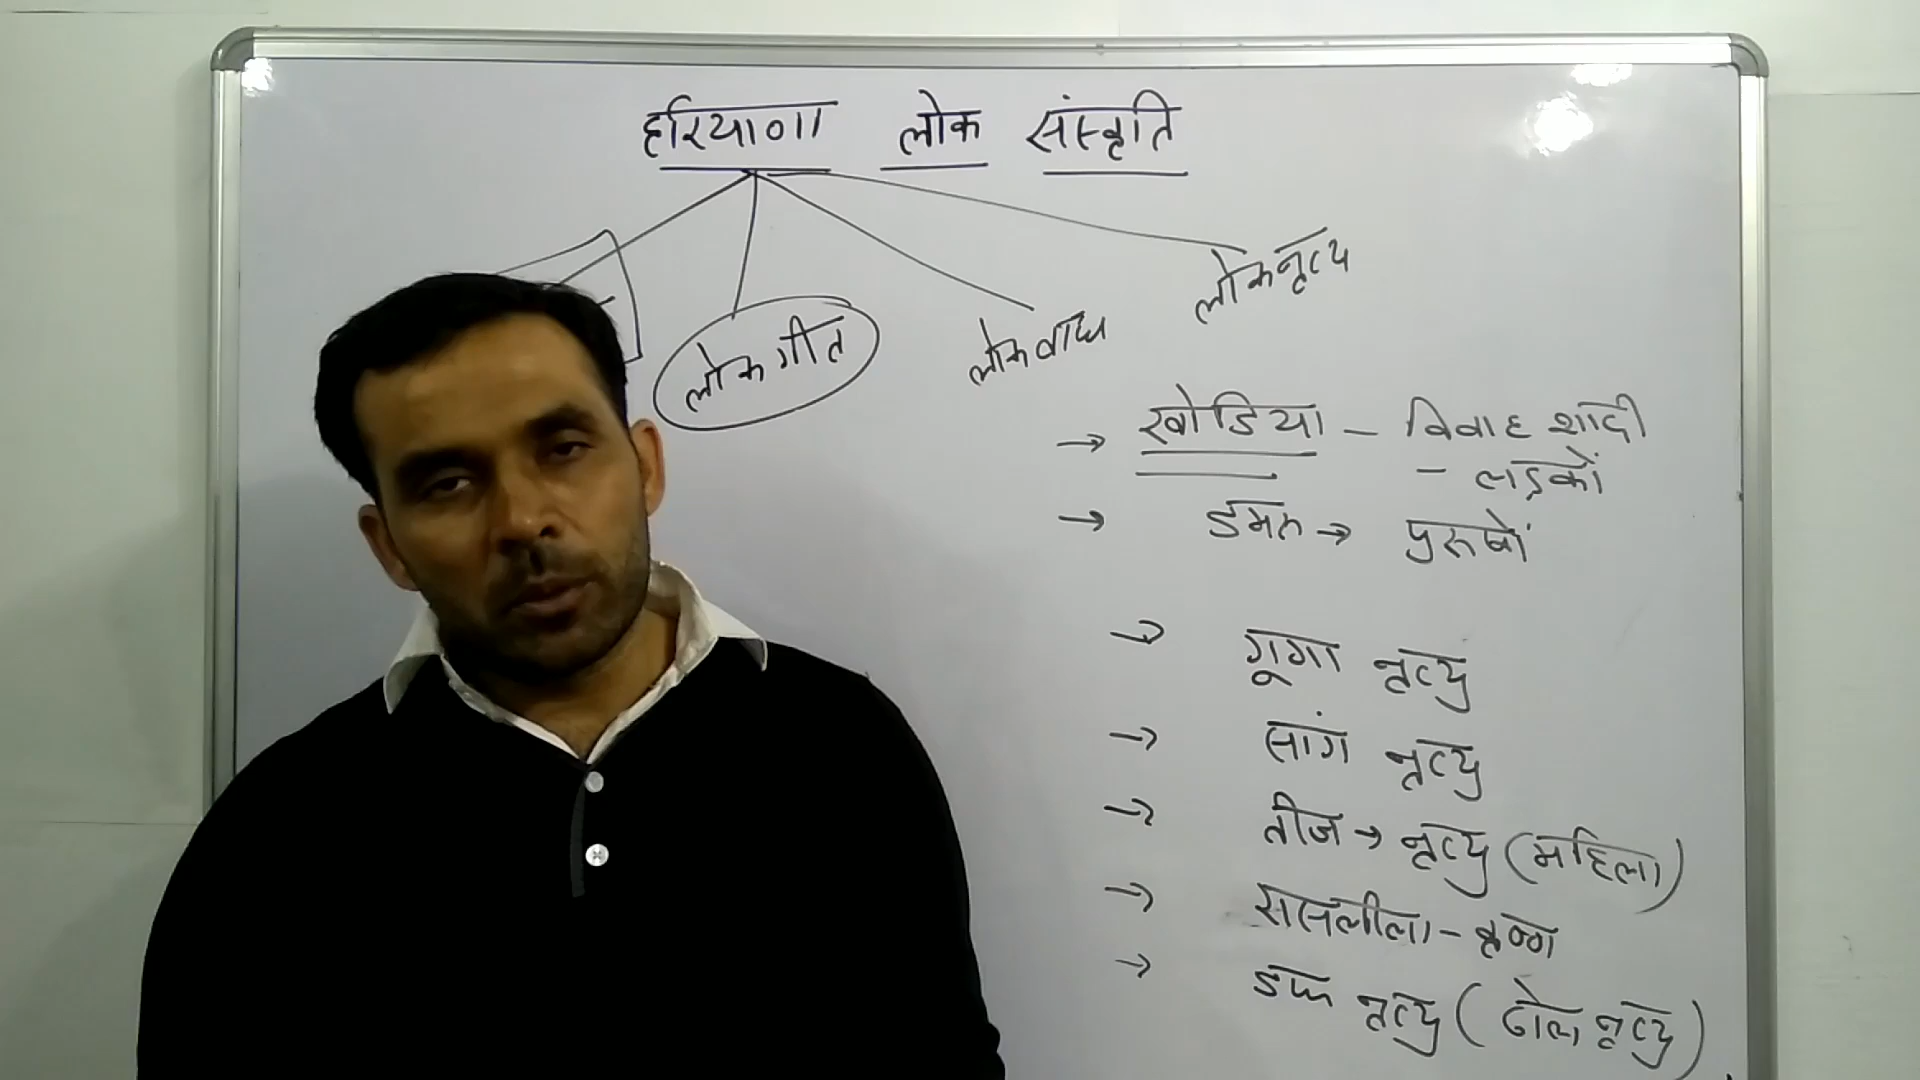 हरियाणा लोक संस्कृति
लोकगीत
लोकवाद्य
लोकनृत्य
→ खोडिया - विवाह शादी
- लड़कों
→ डमरु → पुरुषों
→ गूगा नृत्य
→ सांग नृत्य
→ तीज → नृत्य (महिला)
→ रासलीला - कृष्ण
→ डफ नृत्य (ढोल नृत्य)